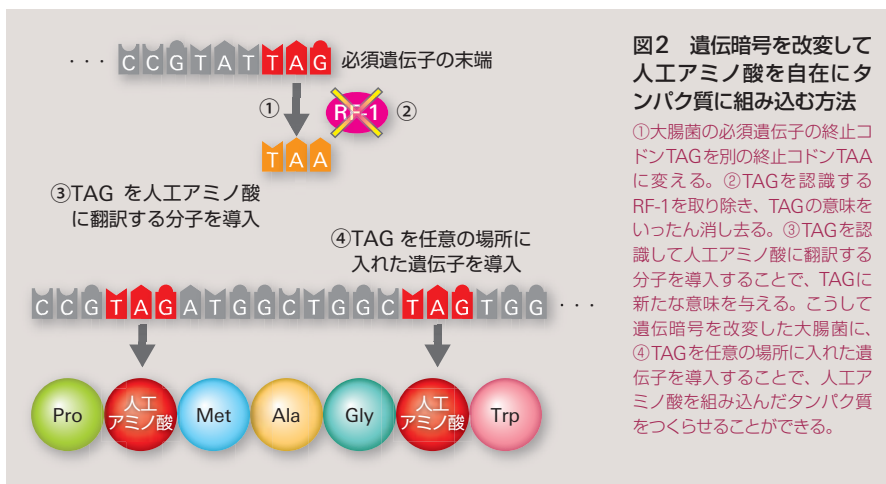 ・・・ CCGTATTAG 必須遺伝子の末端
① RF-1 ②
TAA
③TAG を人工アミノ酸
に翻訳する分子を導入
④TAG を任意の場所に
入れた遺伝子を導入
CCGTAGATGGCTGGCTAGTGG ・・・
Pro 人工アミノ酸 Met Ala Gly 人工アミノ酸 Trp
図2 遺伝暗号を改変して
人工アミノ酸を自在にタ
ンパク質に組み込む方法
①大腸菌の必須遺伝子の終止コ
ドンTAGを別の終止コドンTAA
に変える。②TAGを認識する
RF-1を取り除き、TAGの意味を
いったん消し去る。③TAGを認
識して人工アミノ酸に翻訳する
分子を導入することで、TAGに
新たな意味を与える。こうして
遺伝暗号を改変した大腸菌に、
④TAGを任意の場所に入れた遺
伝子を導入することで、人工ア
ミノ酸を組み込んだタンパク質
をつくらせることができる。